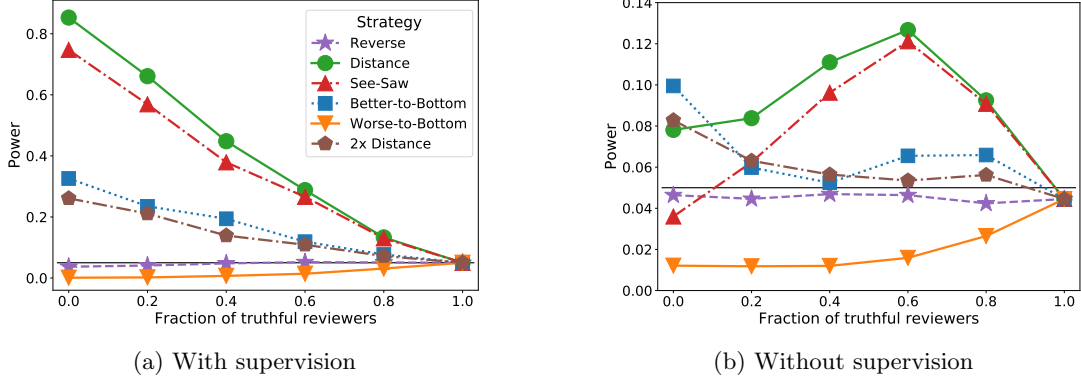 Power
0.8
0.6
0.4
0.2
0.0
0.0 0.2 0.4 0.6 0.8 1.0
Fraction of truthful reviewers
Strategy
Reverse
Distance
See-Saw
Better-to-Bottom
Worse-to-Bottom
2x Distance
(a) With supervision
Power
0.14
0.12
0.10
0.08
0.06
0.04
0.02
0.00
0.0 0.2 0.4 0.6 0.8 1.0
Fraction of truthful reviewers
(b) Without supervision